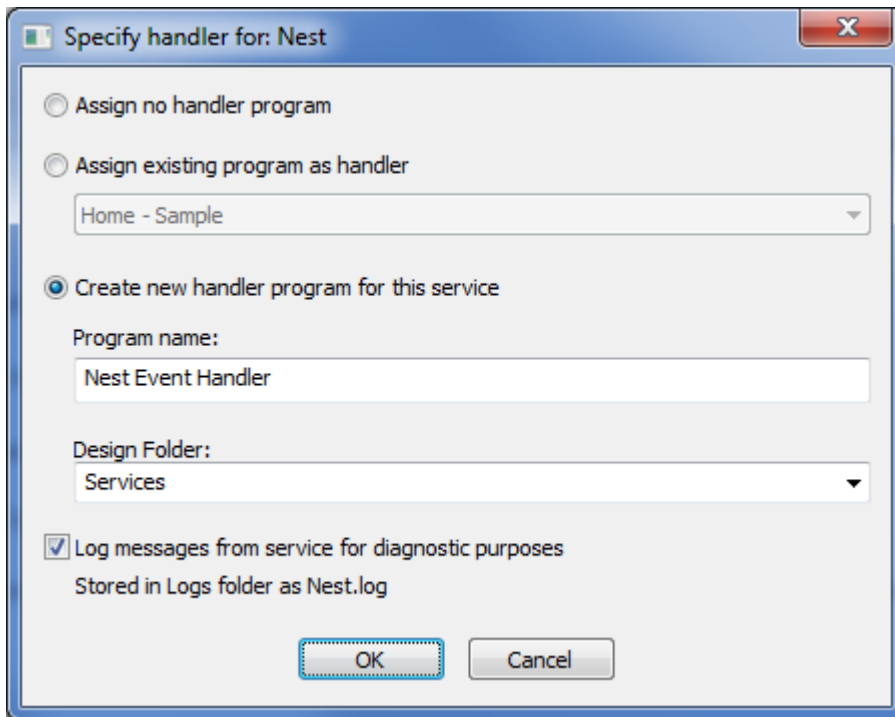 Specify handler for: Nest
Assign no handler program
Assign existing program as handler
Home - Sample
Create new handler program for this service
Program name:
Nest Event Handler
Design Folder:
Services
Log messages from service for diagnostic purposes
Stored in Logs folder as Nest.log
OK Cancel